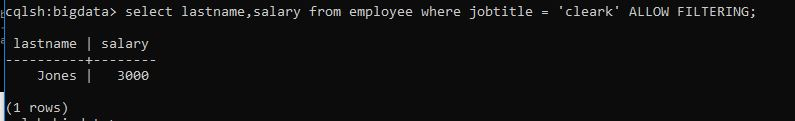 cqlsh:bigdata> select lastname,salary from employee where jobtitle = 'cleark' ALLOW FILTERING;
 lastname | salary
----------+--------
    Jones |   3000
(1 rows)